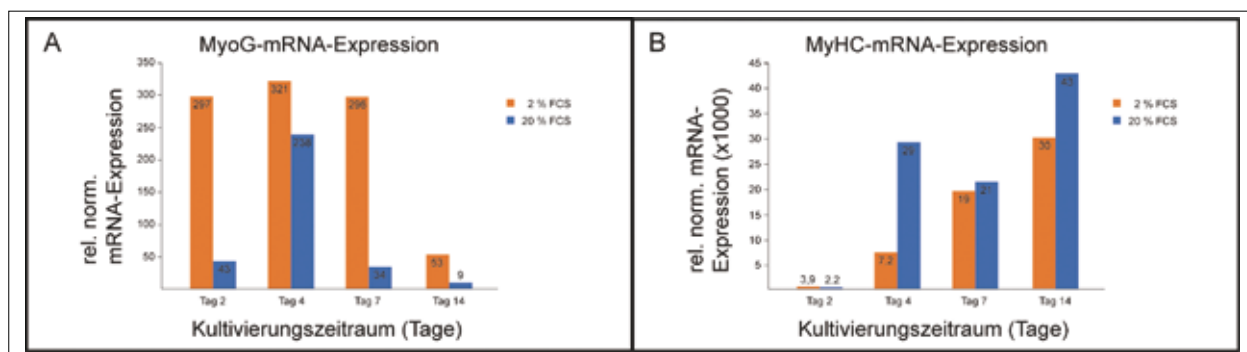 A
MyoG-mRNA-Expression
350
300
250
200
150
100
50
297
43
321
238
296
34
53
9
2 % FCS
20 % FCS
rel. norm.
mRNA-Expression
Tag 2
Tag 4
Tag 7
Tag 14
Kultivierungszeitraum (Tage)
B
MyHC-mRNA-Expression
45
40
35
30
25
20
15
10
5
3,9
2.2
7,2
29
19
21
30
43
2 % FCS
20 % FCS
rel. norm. mRNA-
Expression (x1000)
Tag 2
Tag 4
Tag 7
Tag 14
Kultivierungszeitraum (Tage)